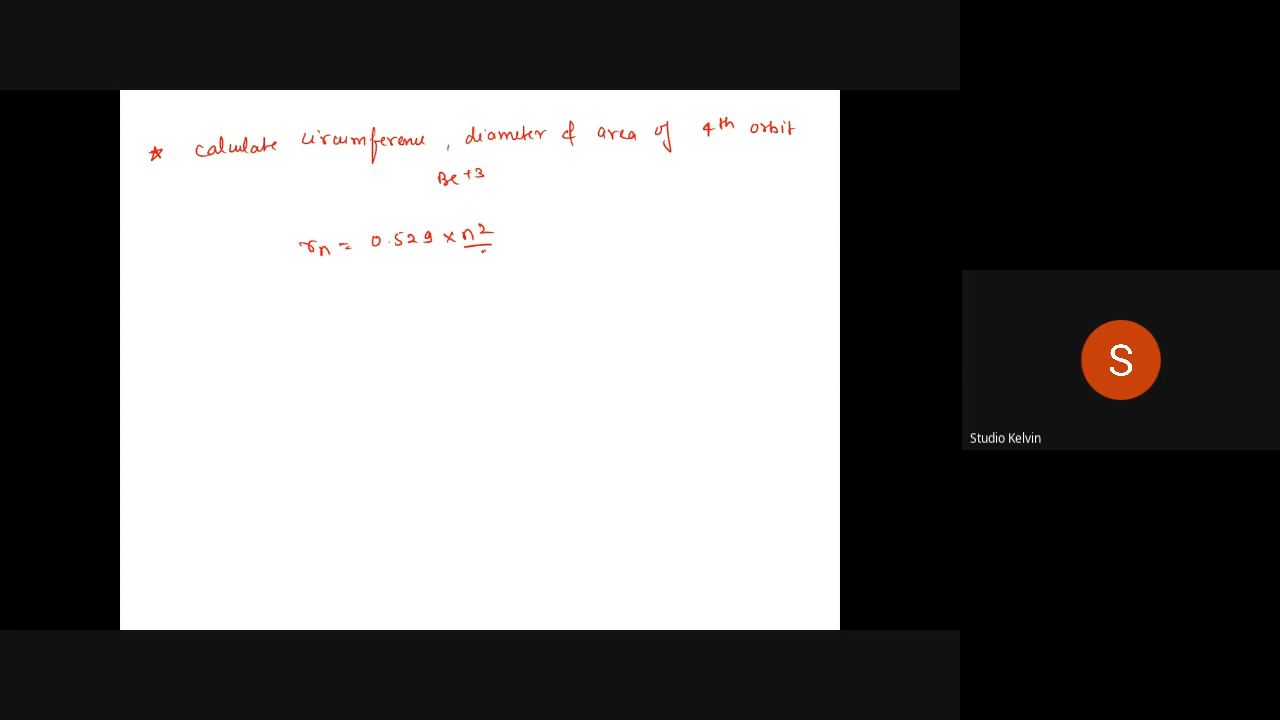 * calculate circumference, diameter & area of 4th orbit
Be+3
rn = 0.529 × n2
S
Studio Kelvin